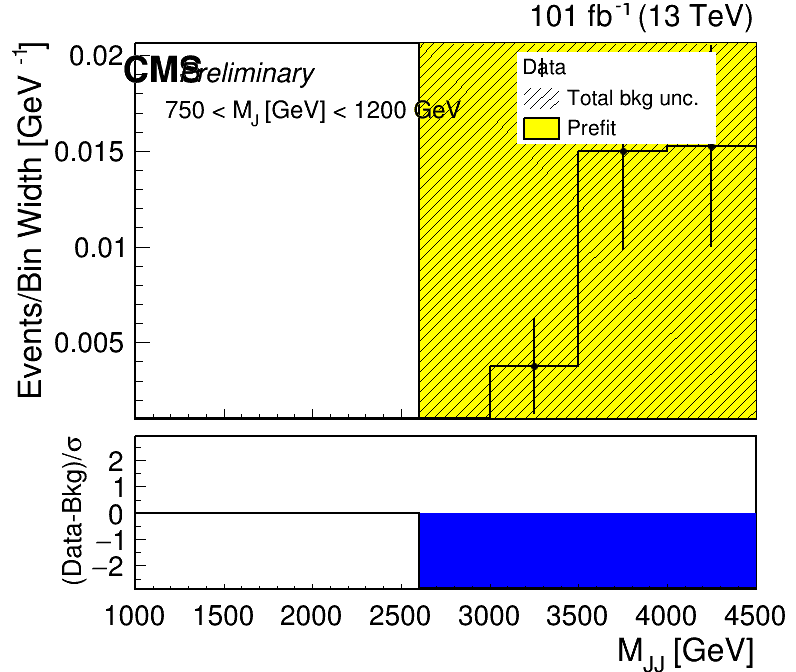 101 fb-1 (13 TeV)
CMS Preliminary
750 < MJ [GeV] < 1200 GeV
Data
Total bkg unc.
Prefit
Events/Bin Width [GeV-1]
0.02
0.015
0.01
0.005
(Data-Bkg)/σ
2
1
0
−1
−2
1000 1500 2000 2500 3000 3500 4000 4500
MJJ [GeV]